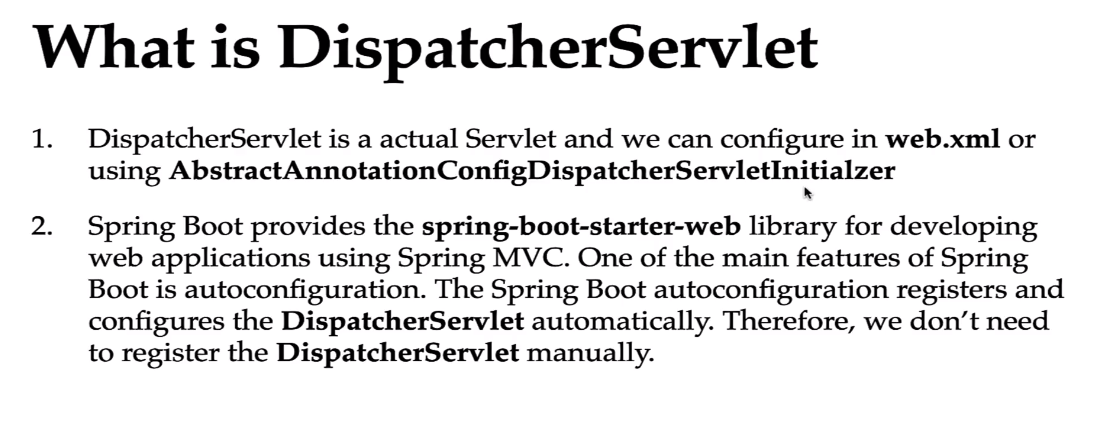 What is DispatcherServlet
1. DispatcherServlet is a actual Servlet and we can configure in web.xml or
using AbstractAnnotationConfigDispatcherServletInitialzer
2. Spring Boot provides the spring-boot-starter-web library for developing
web applications using Spring MVC. One of the main features of Spring
Boot is autoconfiguration. The Spring Boot autoconfiguration registers and
configures the DispatcherServlet automatically. Therefore, we don’t need
to register the DispatcherServlet manually.